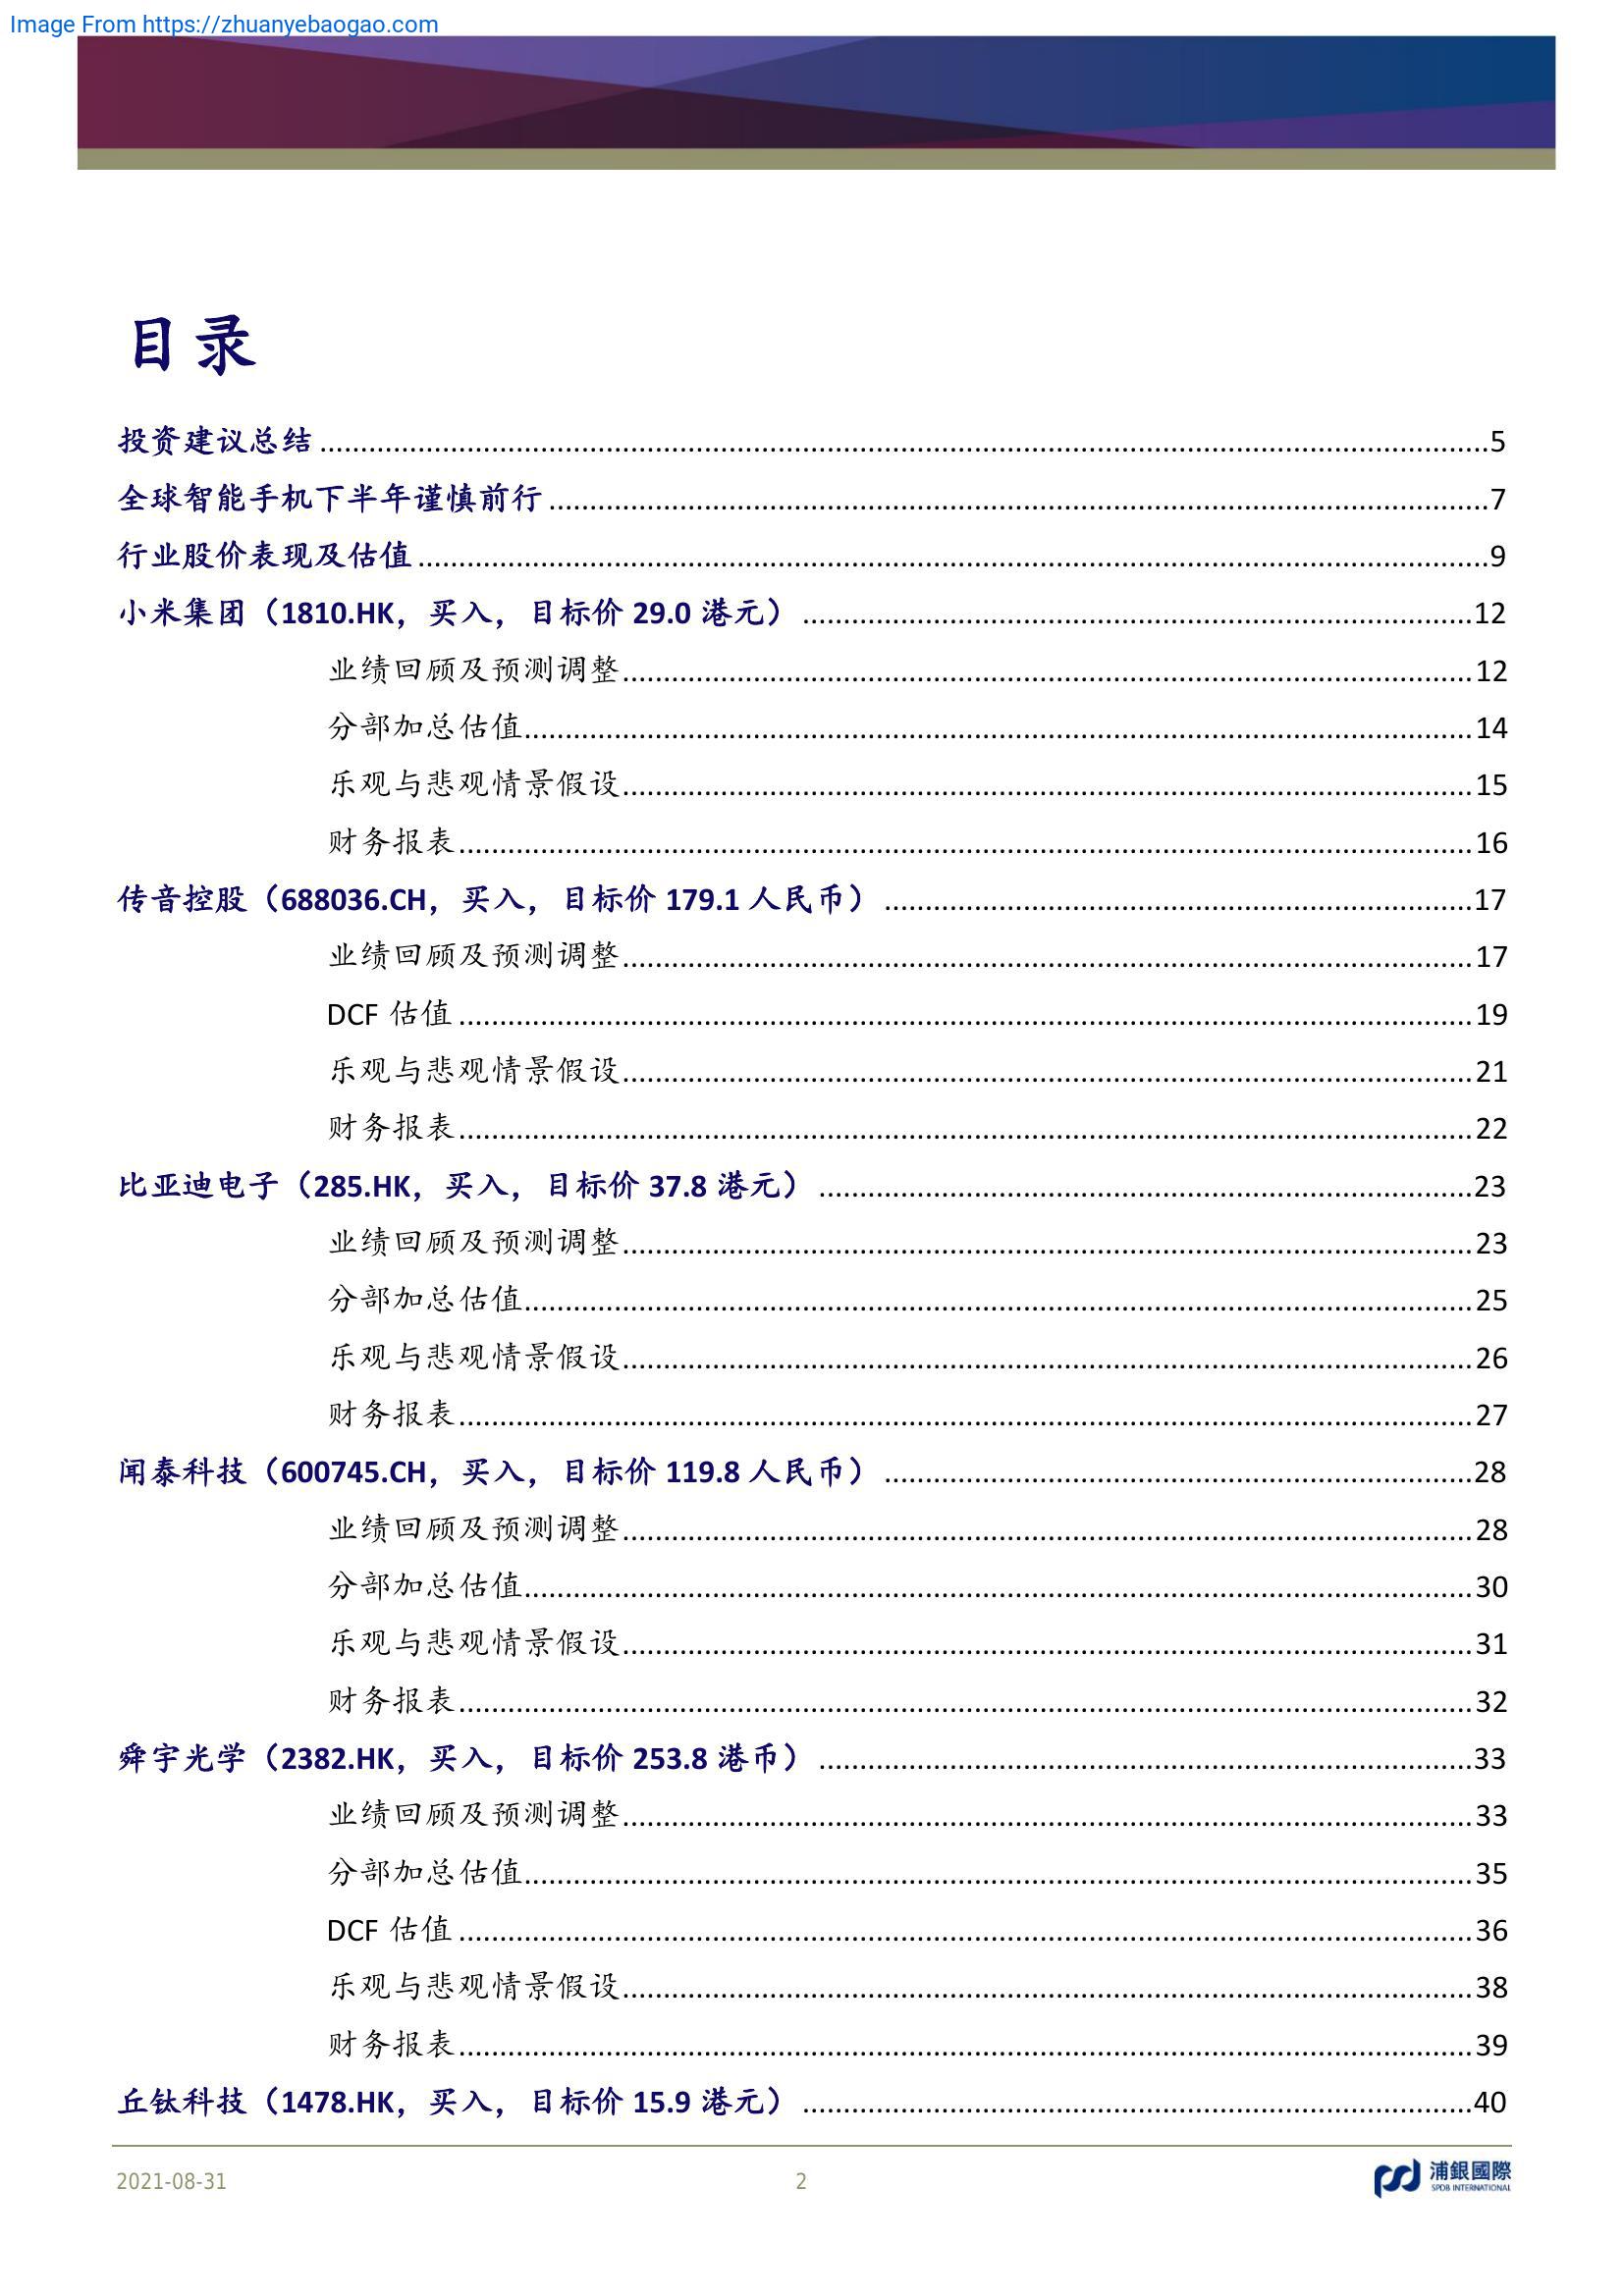 Image From https://zhuanyebaogao.com
目录
投资建议总结 5
全球智能手机下半年谨慎前行 7
行业股价表现及估值 9
小米集团（1810.HK，买入，目标价 29.0 港元） 12
业绩回顾及预测调整 12
分部加总估值 14
乐观与悲观情景假设 15
财务报表 16
传音控股（688036.CH，买入，目标价 179.1 人民币） 17
业绩回顾及预测调整 17
DCF 估值 19
乐观与悲观情景假设 21
财务报表 22
比亚迪电子（285.HK，买入，目标价 37.8 港元） 23
业绩回顾及预测调整 23
分部加总估值 25
乐观与悲观情景假设 26
财务报表 27
闻泰科技（600745.CH，买入，目标价 119.8 人民币） 28
业绩回顾及预测调整 28
分部加总估值 30
乐观与悲观情景假设 31
财务报表 32
舜宇光学（2382.HK，买入，目标价 253.8 港币） 33
业绩回顾及预测调整 33
分部加总估值 35
DCF 估值 36
乐观与悲观情景假设 38
财务报表 39
丘钛科技（1478.HK，买入，目标价 15.9 港元） 40
2021-08-31
2
浦銀國際
SPDB INTERNATIONAL